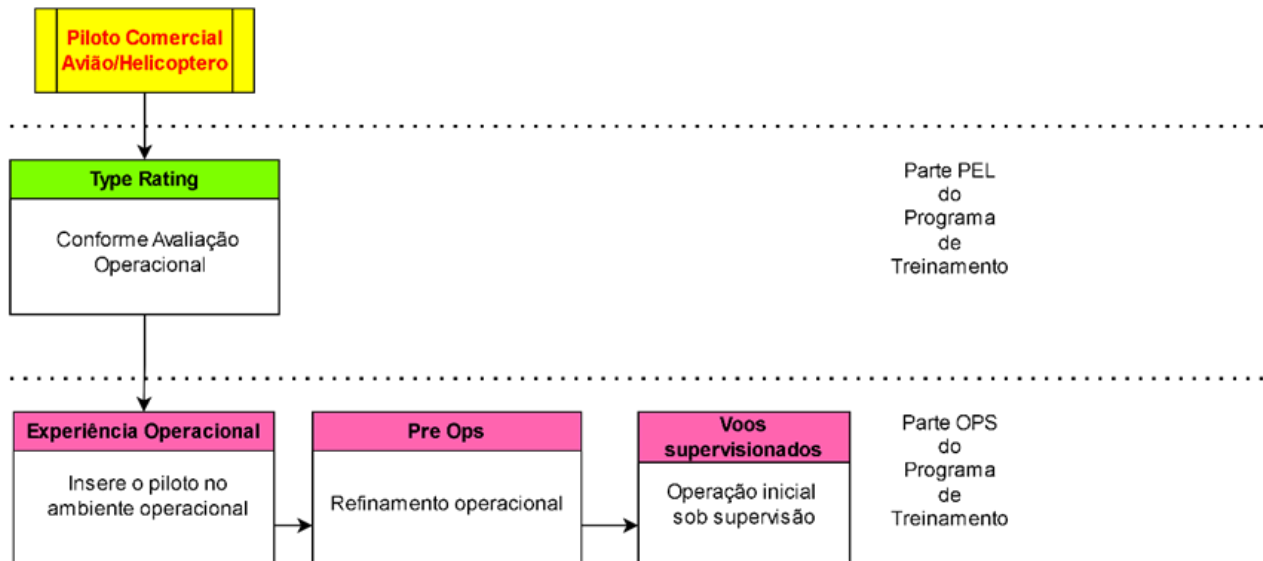 Piloto Comercial
Avião/Helicoptero
Type Rating
Conforme Avaliação
Operacional
Parte PEL
do
Programa
de
Treinamento
Experiência Operacional
Insere o piloto no
ambiente operacional
Pre Ops
Refinamento operacional
Voos
supervisionados
Operação inicial
sob supervisão
Parte OPS
do
Programa
de
Treinamento